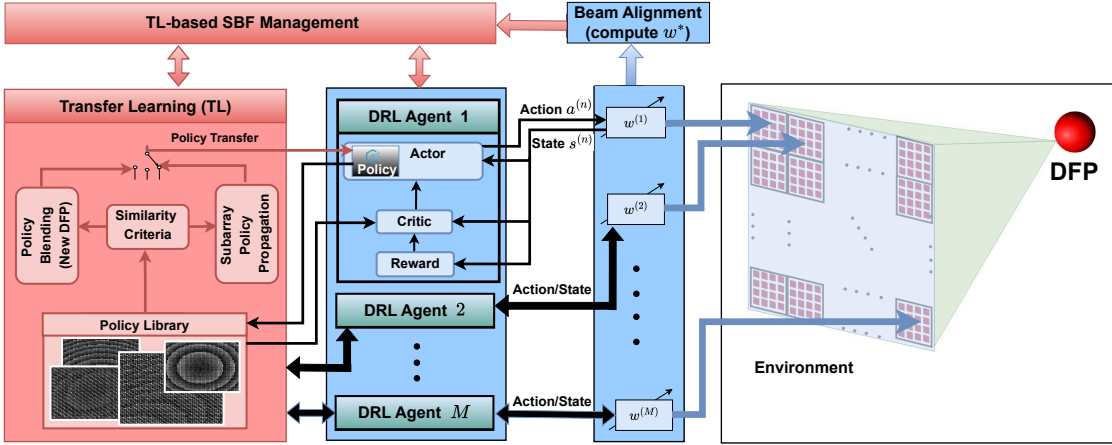 TL-based SBF Management
Beam Alignment
(compute w*)
Transfer Learning (TL)
Policy Transfer
Policy
Blending
(New DFP)
Similarity
Criteria
Subarray
Policy
Propagation
Policy Library
DRL Agent 1
Actor
Policy
Critic
Reward
DRL Agent 2
DRL Agent M
Action a^(n)
State s^(n)
Action/State
Action/State
w^(1)
w^(2)
w^(M)
DFP
Environment